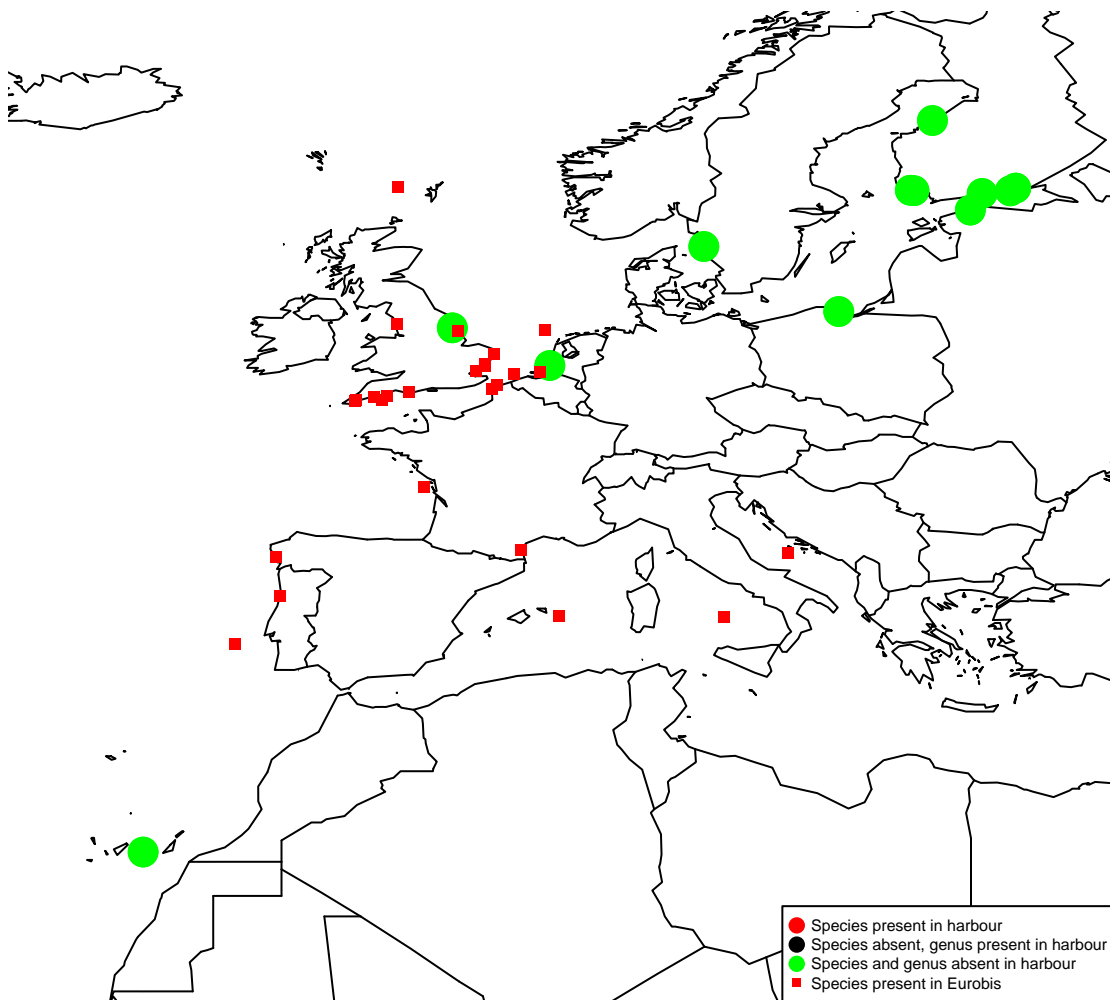 Species present in harbour
Species absent, genus present in harbour
Species and genus absent in harbour
Species present in Eurobis